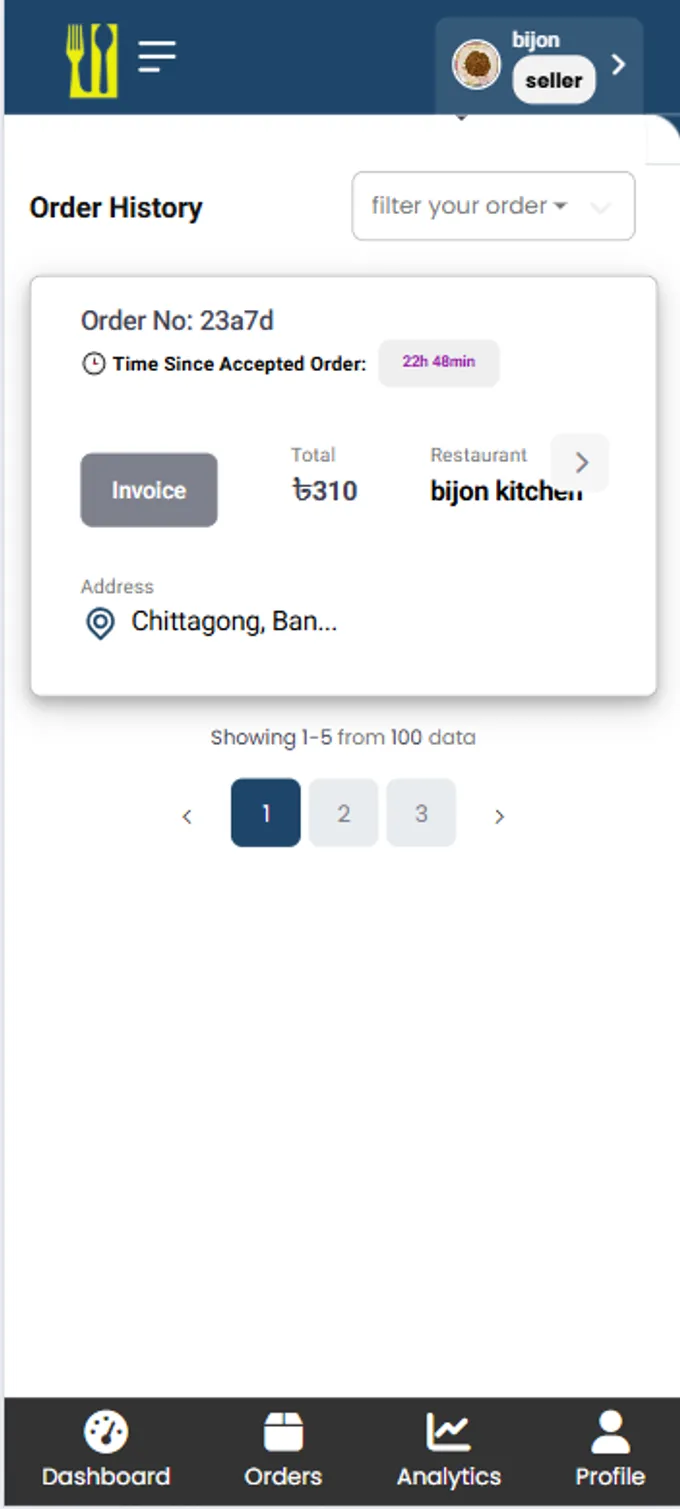 bijon
seller
Order History
filter your order
Order No: 23a7d
Time Since Accepted Order: 22h 48min
Invoice
Total
৳310
Restaurant
bijon kitchen
Address
Chittagong, Ban...
Showing 1-5 from 100 data
‹ 1 2 3 ›
Dashboard Orders Analytics Profile